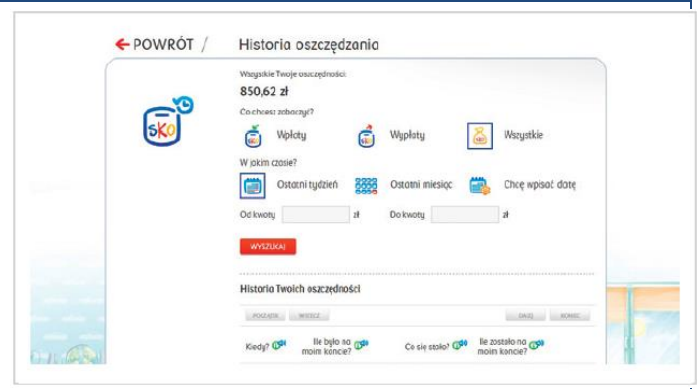 POWRÓT / Historia oszczędzania
Wszystkie Twoje oszczędności:
850,62 zł
Co chcesz zobaczyć?
SKO
Wpłaty Wypłaty Wszystkie
W jakim czasie?
Ostatni tydzień Ostatni miesiąc Chcę wpisać datę
Od kwoty zł Do kwoty zł
WYSZUKAJ
Historia Twoich oszczędności
POCZĄTEK WSTECZ DALEJ KONIEC
Kiedy? Ile było na moim koncie? Co się stało? Ile zostało na moim koncie?